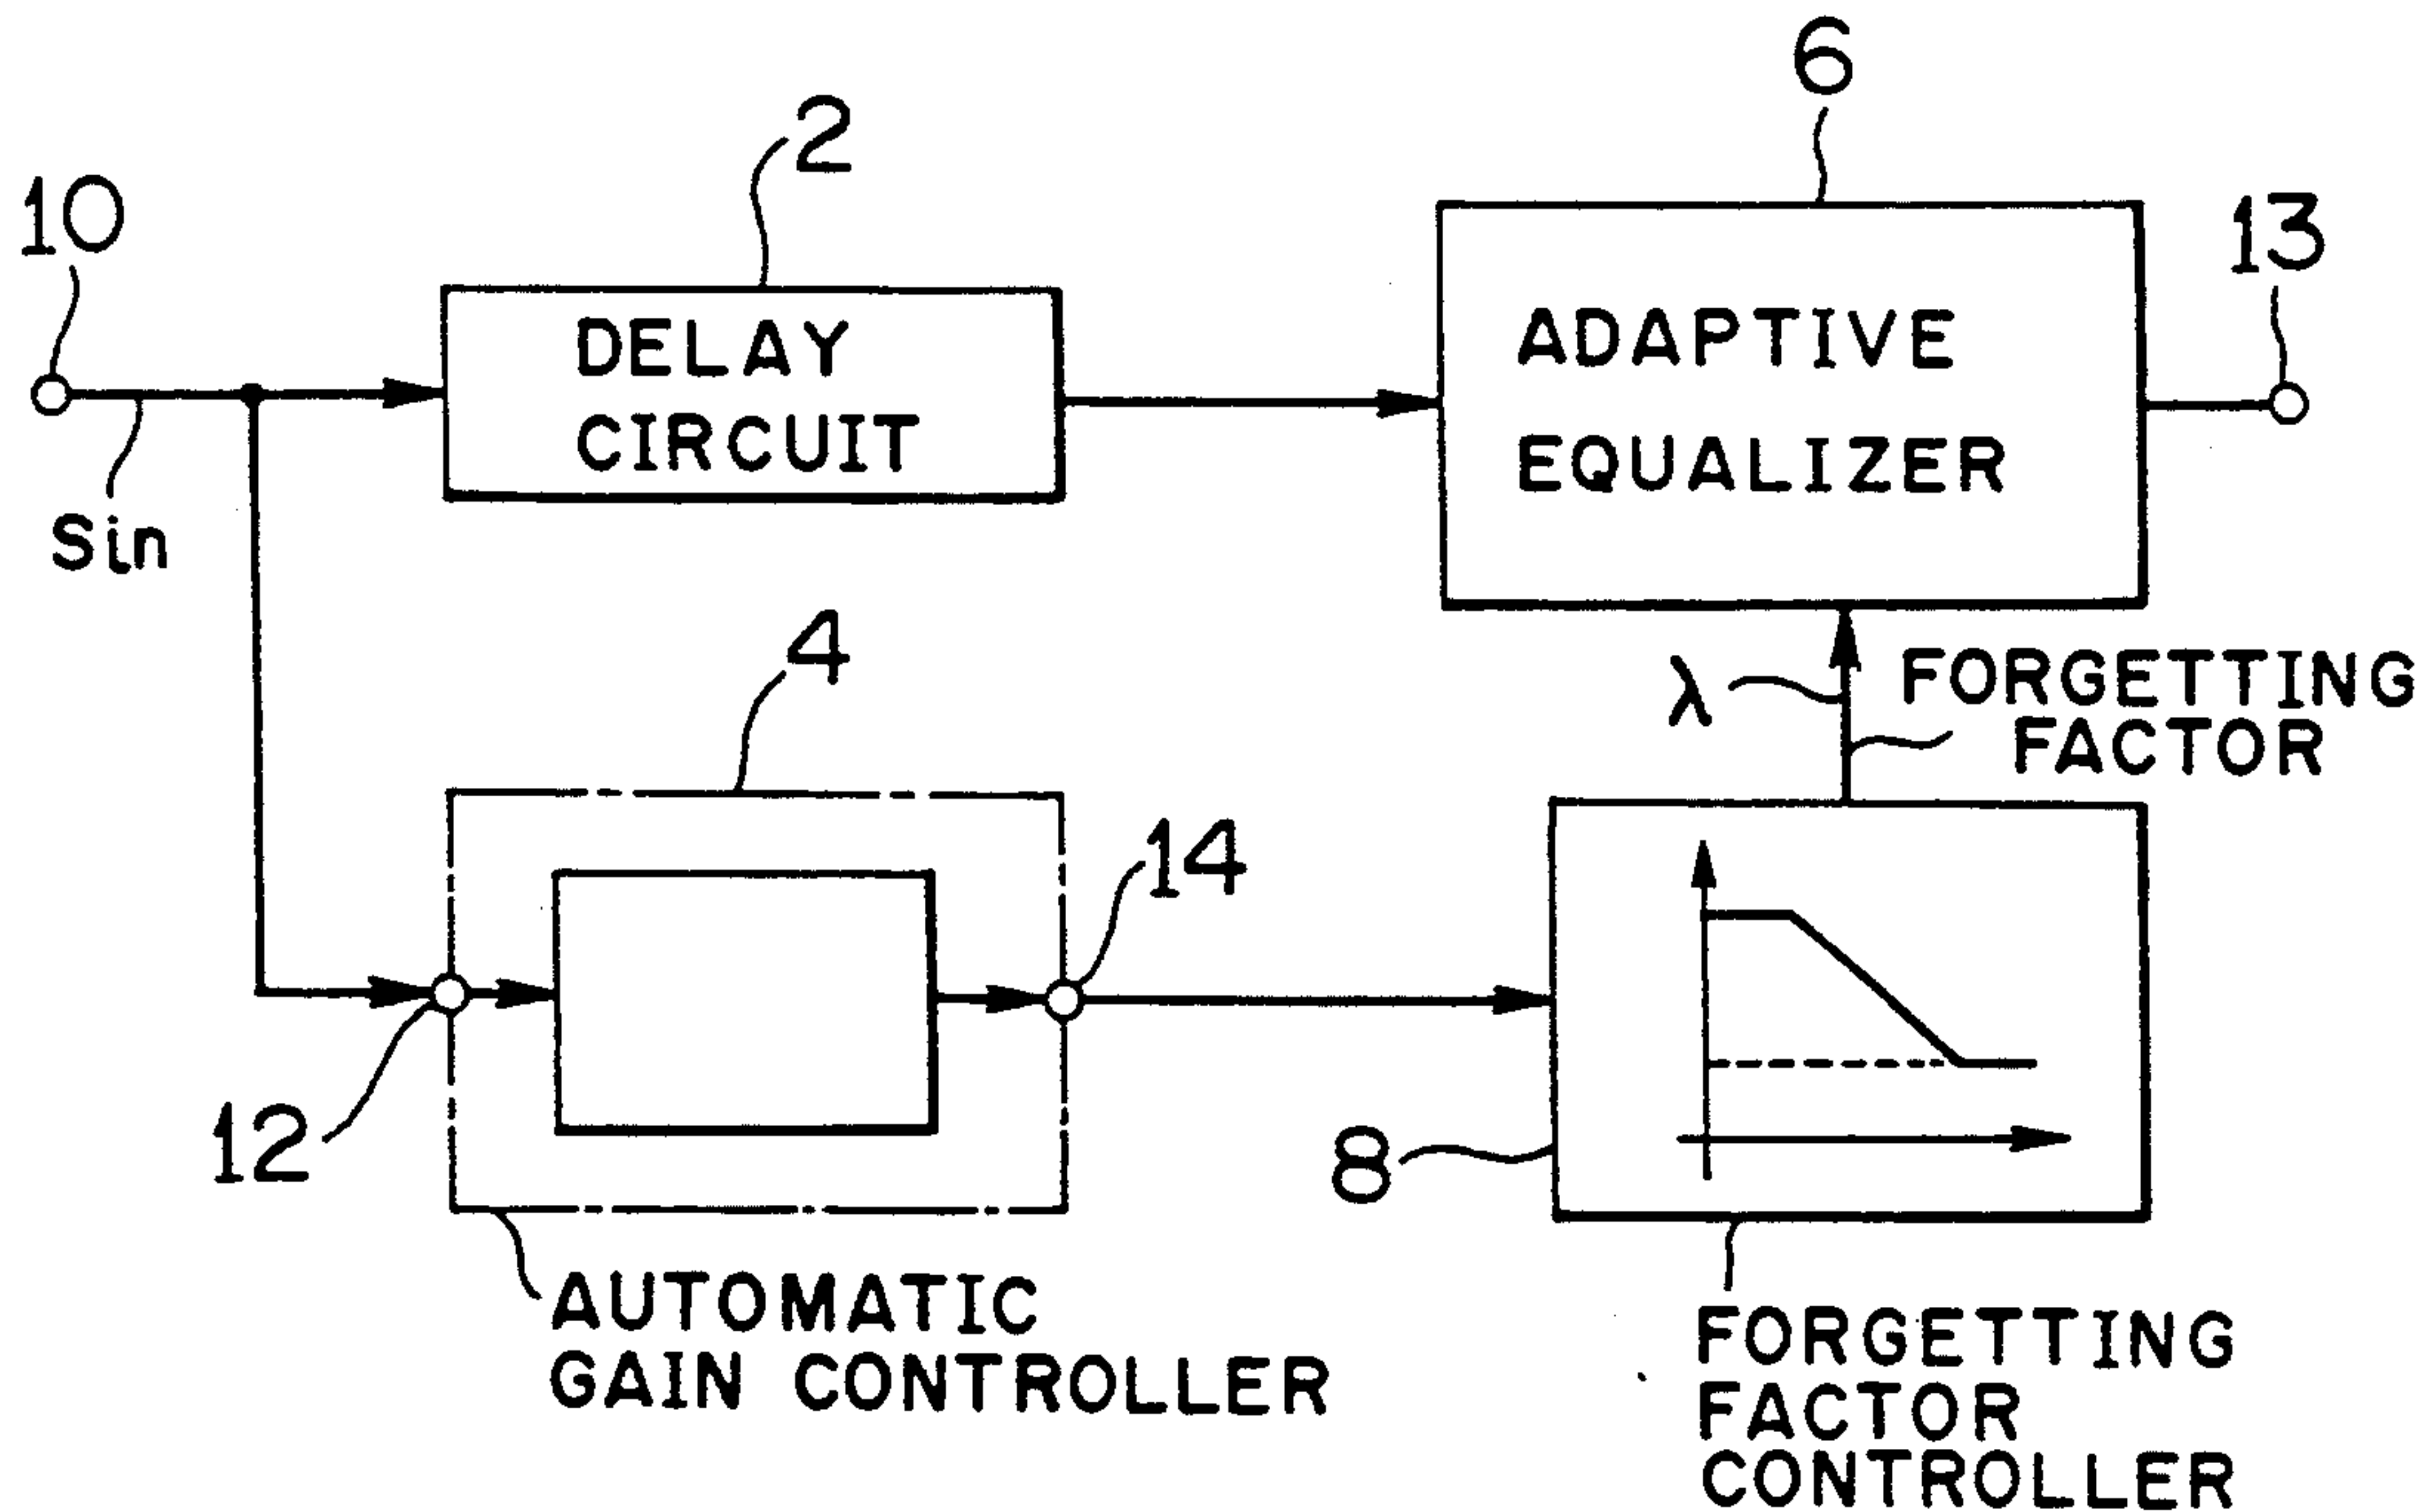 6
2
10
13
DELAY
CIRCUIT
ADAPTIVE
EQUALIZER
Sin
4
λ
FORGETTING
FACTOR
14
12
8
AUTOMATIC
GAIN CONTROLLER
FORGETTING
FACTOR
CONTROLLER